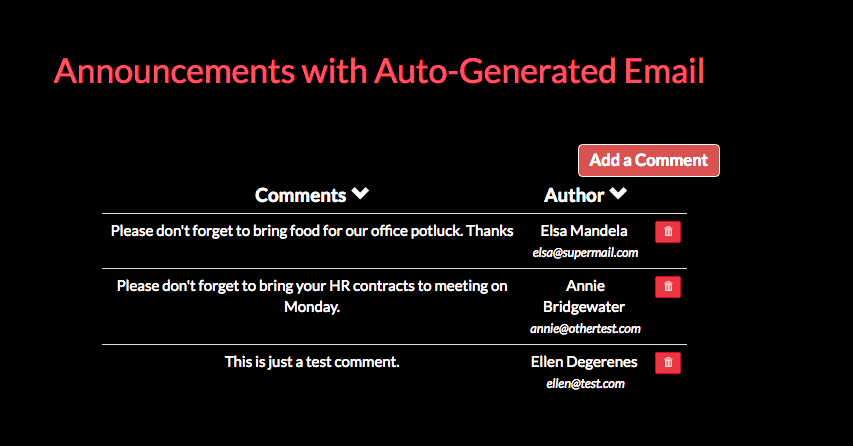 Announcements with Auto-Generated Email
Add a Comment
Comments Author
Please don't forget to bring food for our office potluck. Thanks Elsa Mandela
elsa@supermail.com
Please don't forget to bring your HR contracts to meeting on Annie
Monday. Bridgewater
annie@othertest.com
This is just a test comment. Ellen Degerenes
ellen@test.com